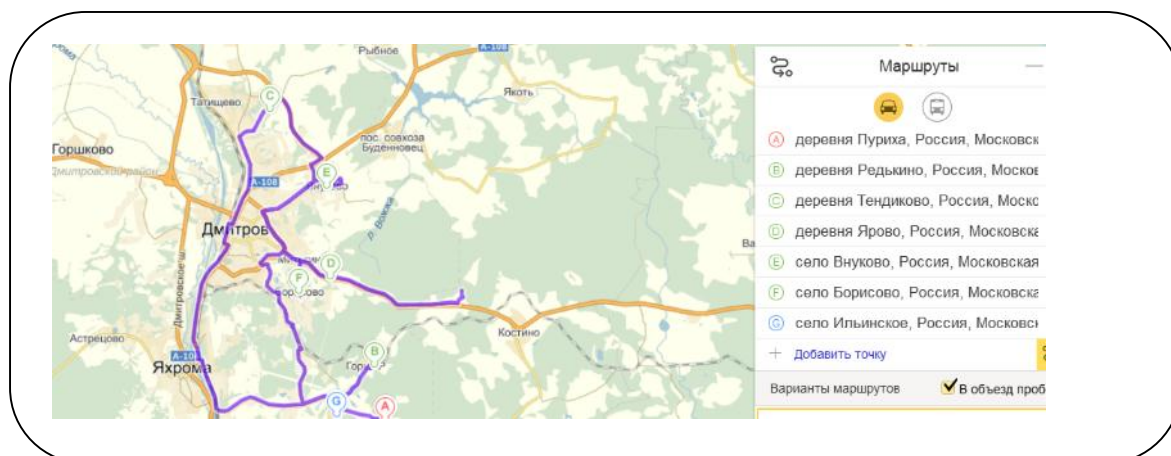 А-108
Рыбное
Маршруты
С
Татищево
Якоть
Горшково
пос. совхоза
Буденновец
А деревня Пуриха, Россия, Московск
Дмитровский район
Е
А-108
B деревня Редькино, Россия, Москов
р. Вожжа
C деревня Тендиково, Россия, Моско
Дмитров
D деревня Ярово, Россия, Московска
D
F
E село Внуково, Россия, Московская
Дмитровское ш.
F село Борисово, Россия, Московска
Костино
G село Ильинское, Россия, Московск
Астрецово
B
+ Добавить точку
Яхрома
Варианты маршрутов В объезд проб
G
A